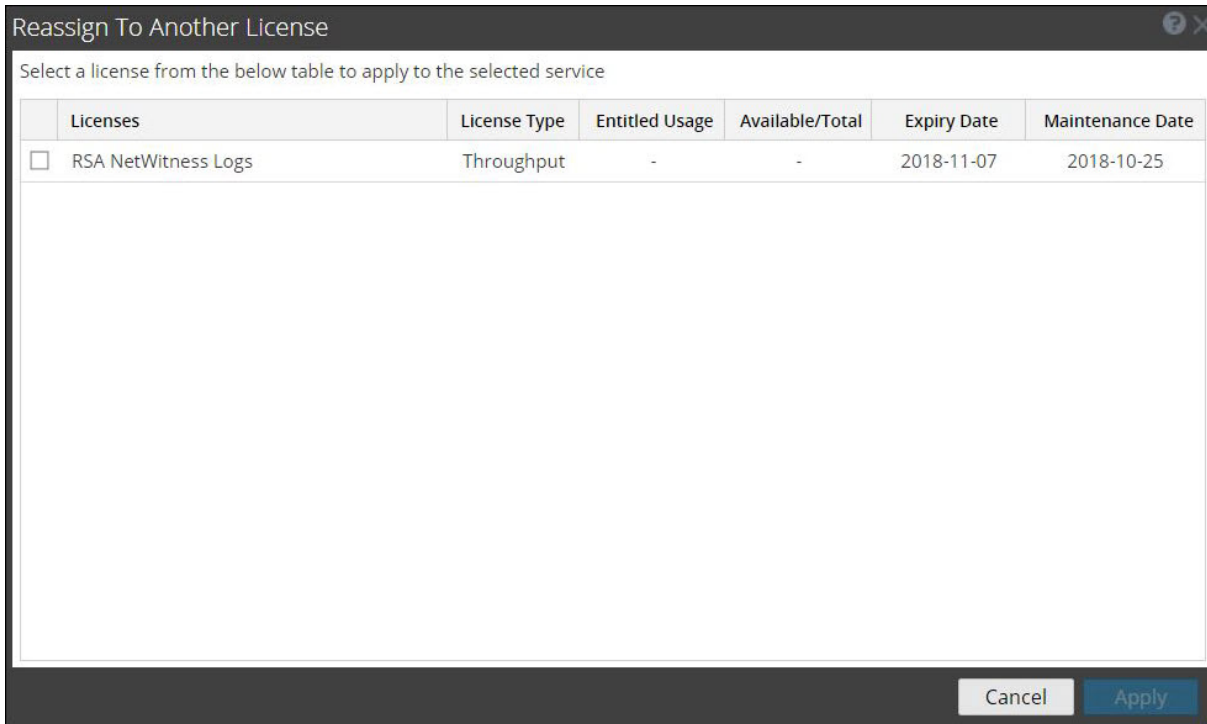 Reassign To Another License
Select a license from the below table to apply to the selected service
Licenses License Type Entitled Usage Available/Total Expiry Date Maintenance Date
RSA NetWitness Logs Throughput - - 2018-11-07 2018-10-25
Cancel Apply